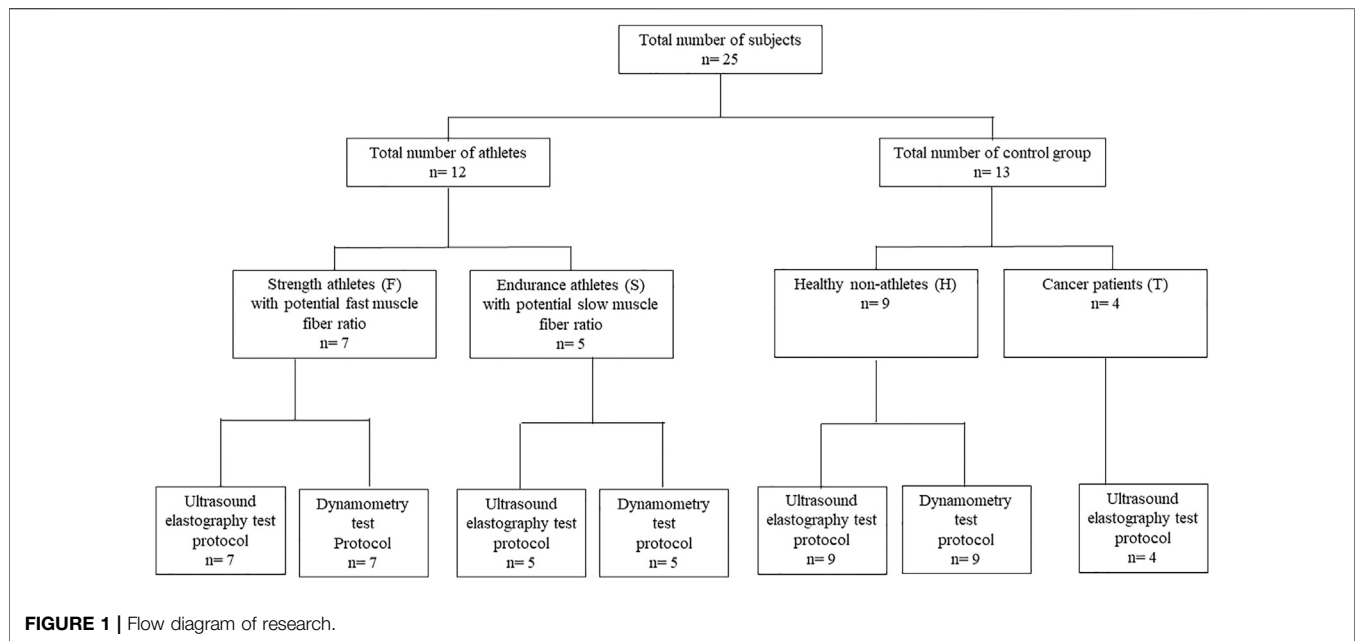 Total number of subjects
n= 25
Total number of athletes
n= 12
Total number of control group
n= 13
Strength athletes (F)
with potential fast muscle
fiber ratio
n= 7
Endurance athletes (S)
with potential slow muscle
fiber ratio
n= 5
Healthy non-athletes (H)
n= 9
Cancer patients (T)
n= 4
Ultrasound
elastography test
protocol
n= 7
Dynamometry
test
Protocol
n= 7
Ultrasound
elastography test
protocol
n= 5
Dynamometry
test
protocol
n= 5
Ultrasound
elastography test
protocol
n= 9
Dynamometry
test
protocol
n= 9
Ultrasound
elastography test
protocol
n= 4
FIGURE 1 | Flow diagram of research.